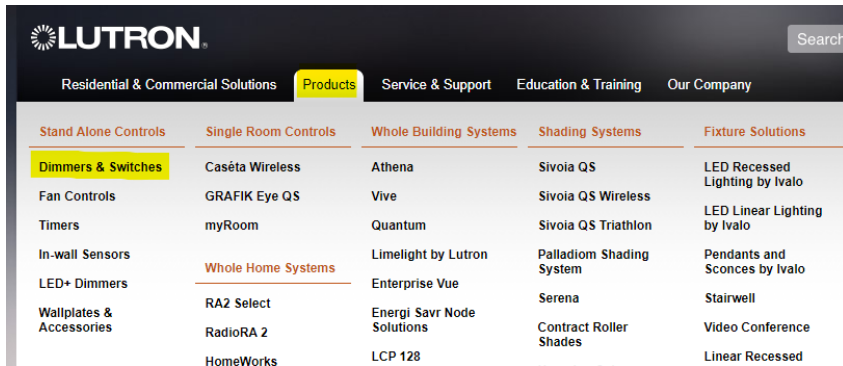 LUTRON
Search
Residential & Commercial Solutions Products Service & Support Education & Training Our Company
Stand Alone Controls
Dimmers & Switches
Fan Controls
Timers
In-wall Sensors
LED+ Dimmers
Wallplates &
Accessories
Single Room Controls
Caséta Wireless
GRAFIK Eye QS
myRoom
Whole Home Systems
RA2 Select
RadioRA 2
HomeWorks
Whole Building Systems
Athena
Vive
Quantum
Limelight by Lutron
Enterprise Vue
Energi Savr Node
Solutions
LCP 128
Shading Systems
Sivoia QS
Sivoia QS Wireless
Sivoia QS Triathlon
Palladiom Shading
System
Serena
Contract Roller
Shades
Fixture Solutions
LED Recessed
Lighting by Ivalo
LED Linear Lighting
by Ivalo
Pendants and
Sconces by Ivalo
Stairwell
Video Conference
Linear Recessed